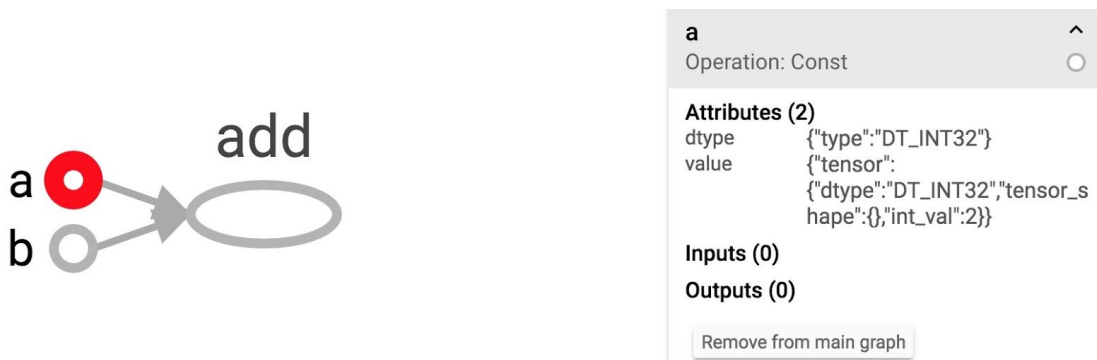 add
a
b
a
Operation: Const
Attributes (2)
dtype {"type":"DT_INT32"}
value {"tensor":
{"dtype":"DT_INT32","tensor_s
hape":{},"int_val":2}}
Inputs (0)
Outputs (0)
Remove from main graph